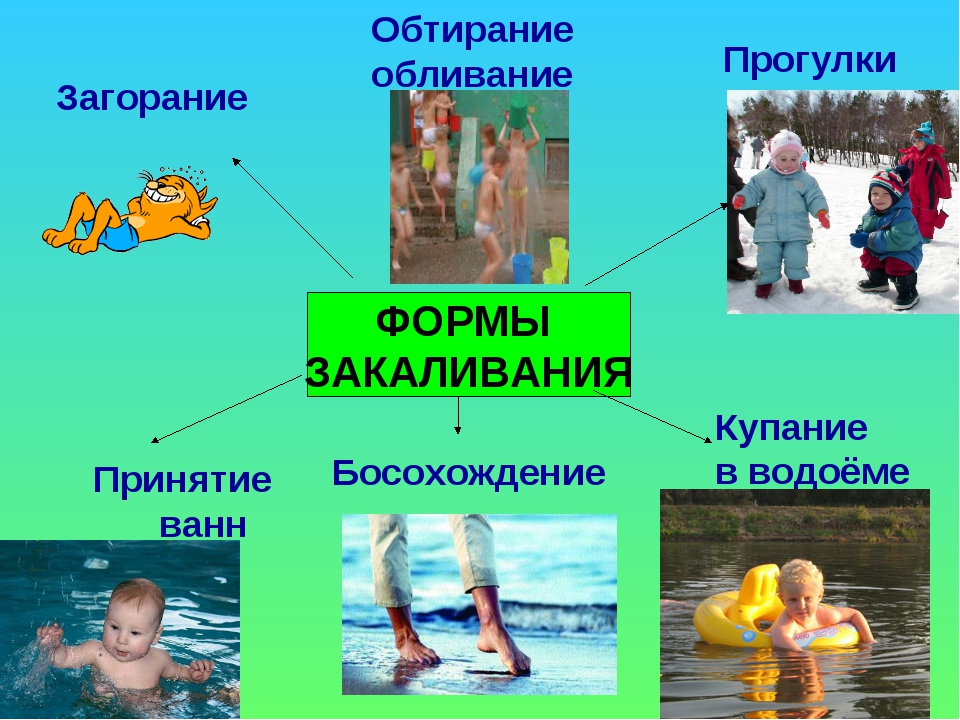 Обтирание
обливание
Прогулки
Загорание
ФОРМЫ
ЗАКАЛИВАНИЯ
Принятие
ванн
Босохождение
Купание
в водоёме